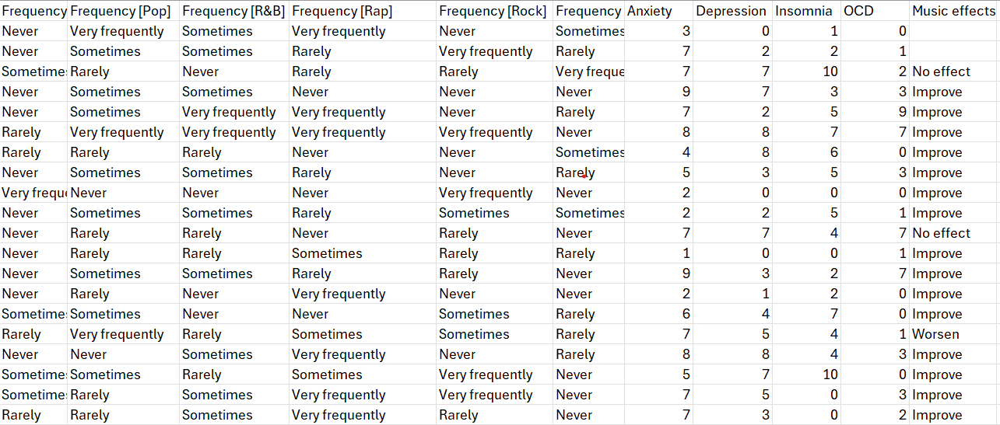 Frequency Frequency [Pop] Frequency [R&B] Frequency [Rap] Frequency [Rock] Frequency Anxiety Depression Insomnia OCD Music effects
Never Very frequently Sometimes Very frequently Never Sometimes 3 0 1 0
Never Sometimes Sometimes Rarely Very frequently Rarely 7 2 2 1
Sometimes Rarely Never Rarely Rarely Very freque 7 7 10 2 No effect
Never Sometimes Sometimes Never Never Never 9 7 3 3 Improve
Never Sometimes Very frequently Very frequently Never Rarely 7 2 5 9 Improve
Rarely Very frequently Very frequently Very frequently Very frequently Never 8 8 7 7 Improve
Rarely Rarely Rarely Never Never Sometimes 4 8 6 0 Improve
Never Sometimes Sometimes Rarely Never Rarely 5 3 5 3 Improve
Very freque Never Never Never Very frequently Never 2 0 0 0 Improve
Never Sometimes Sometimes Rarely Sometimes Sometimes 2 2 5 1 Improve
Never Rarely Rarely Never Rarely Never 7 7 4 7 No effect
Never Rarely Rarely Sometimes Rarely Rarely 1 0 0 1 Improve
Never Sometimes Sometimes Rarely Rarely Never 9 3 2 7 Improve
Never Rarely Never Very frequently Never Never 2 1 2 0 Improve
Sometimes Sometimes Never Never Sometimes Rarely 6 4 7 0 Improve
Rarely Very frequently Rarely Sometimes Sometimes Rarely 7 5 4 1 Worsen
Never Never Sometimes Very frequently Never Rarely 8 8 4 3 Improve
Sometimes Sometimes Rarely Sometimes Very frequently Never 5 7 10 0 Improve
Sometimes Rarely Sometimes Very frequently Very frequently Never 7 5 0 3 Improve
Rarely Rarely Sometimes Very frequently Rarely Never 7 3 0 2 Improve